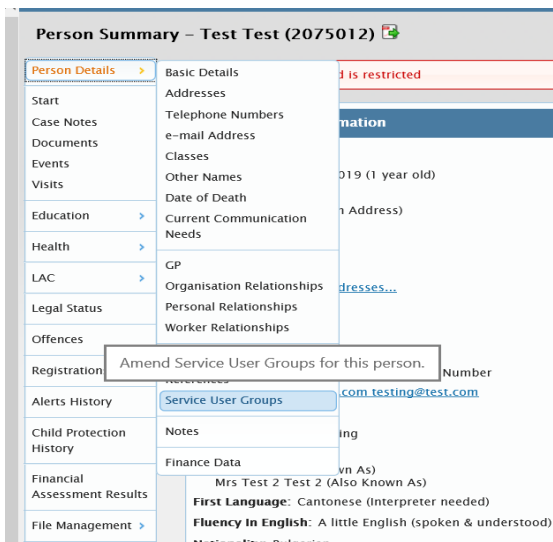 Person Summary – Test Test (2075012)
Person Details
Start
Case Notes
Documents
Events
Visits
Education
Health
LAC
Legal Status
Offences
Registration
Alerts History
Child Protection
History
Financial
Assessment Results
File Management
Basic Details
Addresses
Telephone Numbers
e-mail Address
Classes
Other Names
Date of Death
Current Communication
Needs
GP
Organisation Relationships
Personal Relationships
Worker Relationships
Amend Service User Groups for this person.
References
Service User Groups
Notes
Finance Data
d is restricted
mation
019 (1 year old)
Address)
dresses...
Number
.com testing@test.com
ing
wn As)
Mrs Test 2 Test 2 (Also Known As)
First Language: Cantonese (Interpreter needed)
Fluency In English: A little English (spoken & understood)